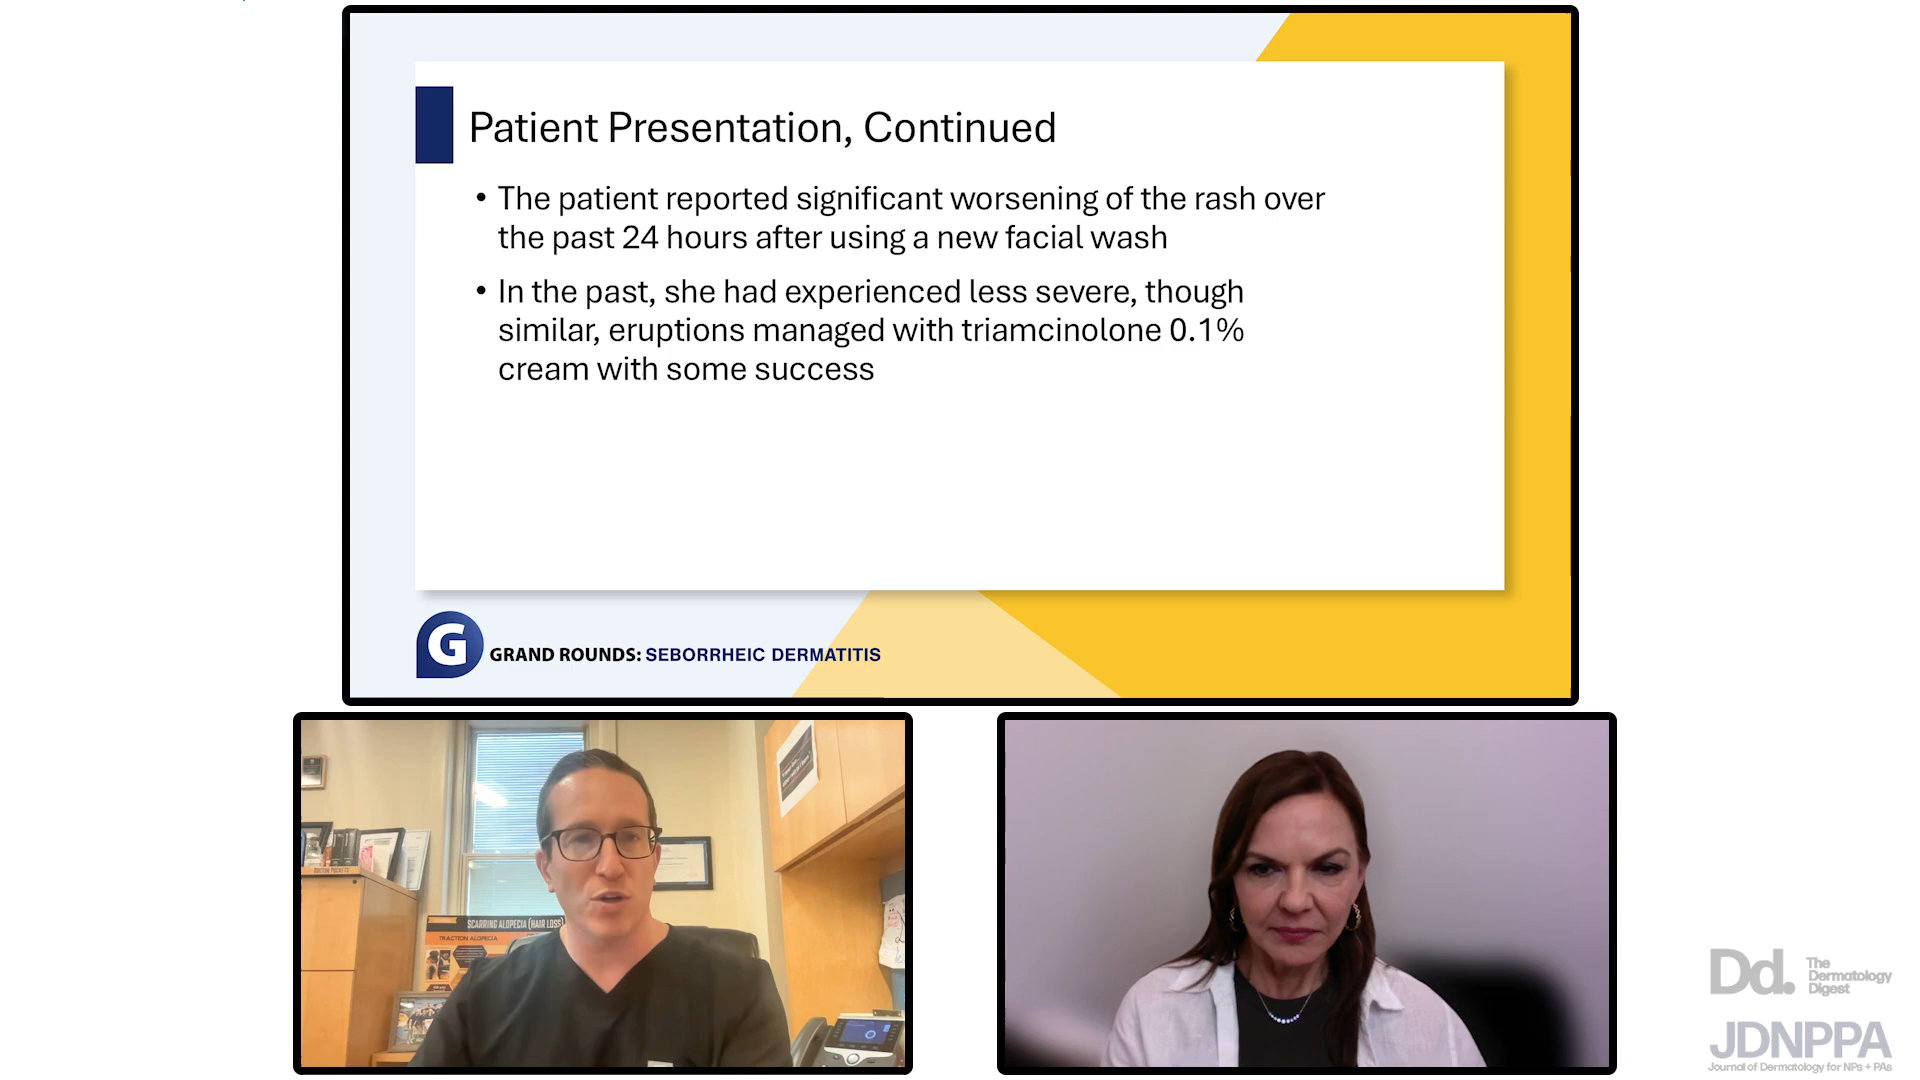 Patient Presentation, Continued
• The patient reported significant worsening of the rash over
the past 24 hours after using a new facial wash
• In the past, she had experienced less severe, though
similar, eruptions managed with triamcinolone 0.1%
cream with some success
G GRAND ROUNDS: SEBORRHEIC DERMATITIS
SCARRING ALOPECIA (HAIR LOSS)
TRACTION ALOPECIA
Dd. The
Dermatology
Digest
JDNPPA
Journal of Dermatology for NPs + PAs